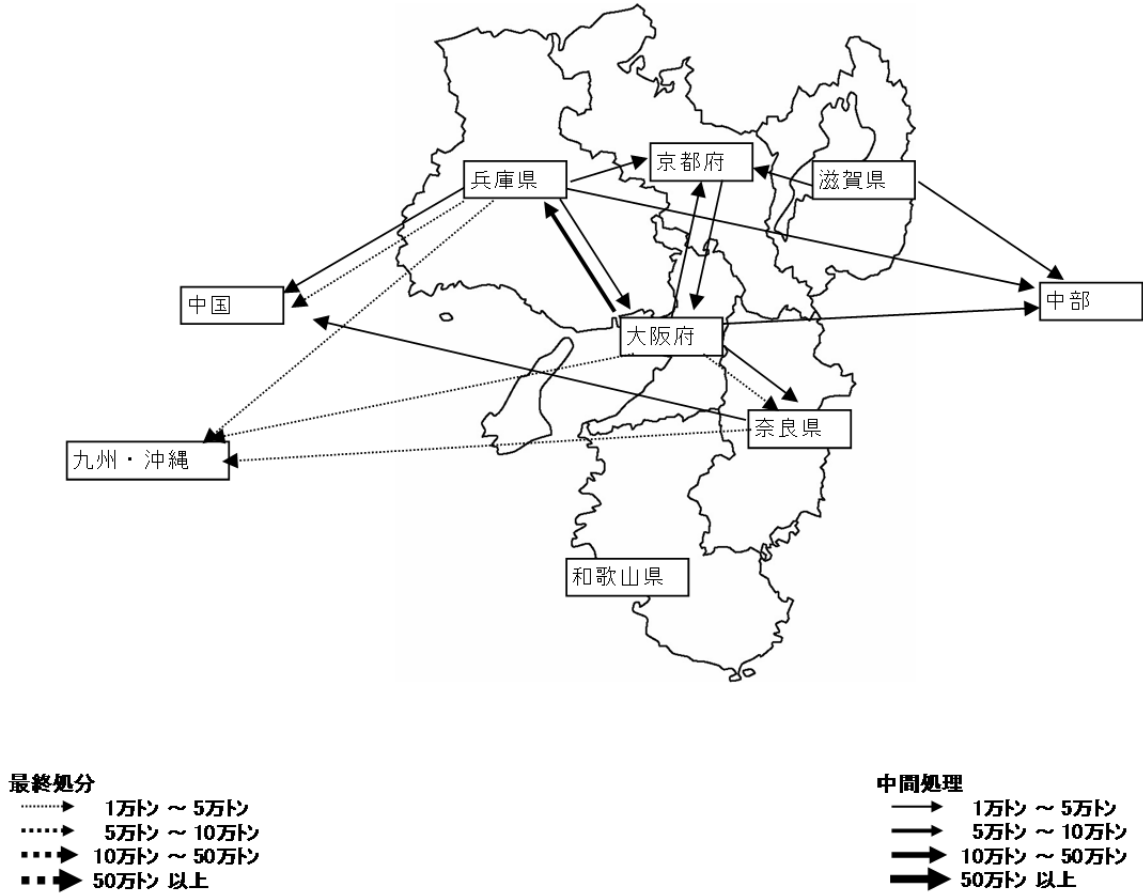 京都府
兵庫県
滋賀県
中国
中部
大阪府
奈良県
九州・沖縄
和歌山県
最終処分
1万トン ～ 5万トン
5万トン ～ 10万トン
10万トン ～ 50万トン
50万トン 以上
中間処理
1万トン ～ 5万トン
5万トン ～ 10万トン
10万トン ～ 50万トン
50万トン 以上